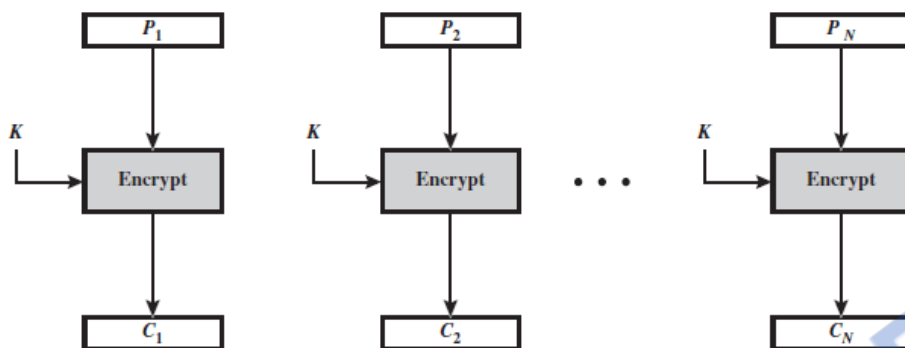 P1 P2 PN
K K K
Encrypt Encrypt • • • Encrypt
C1 C2 CN